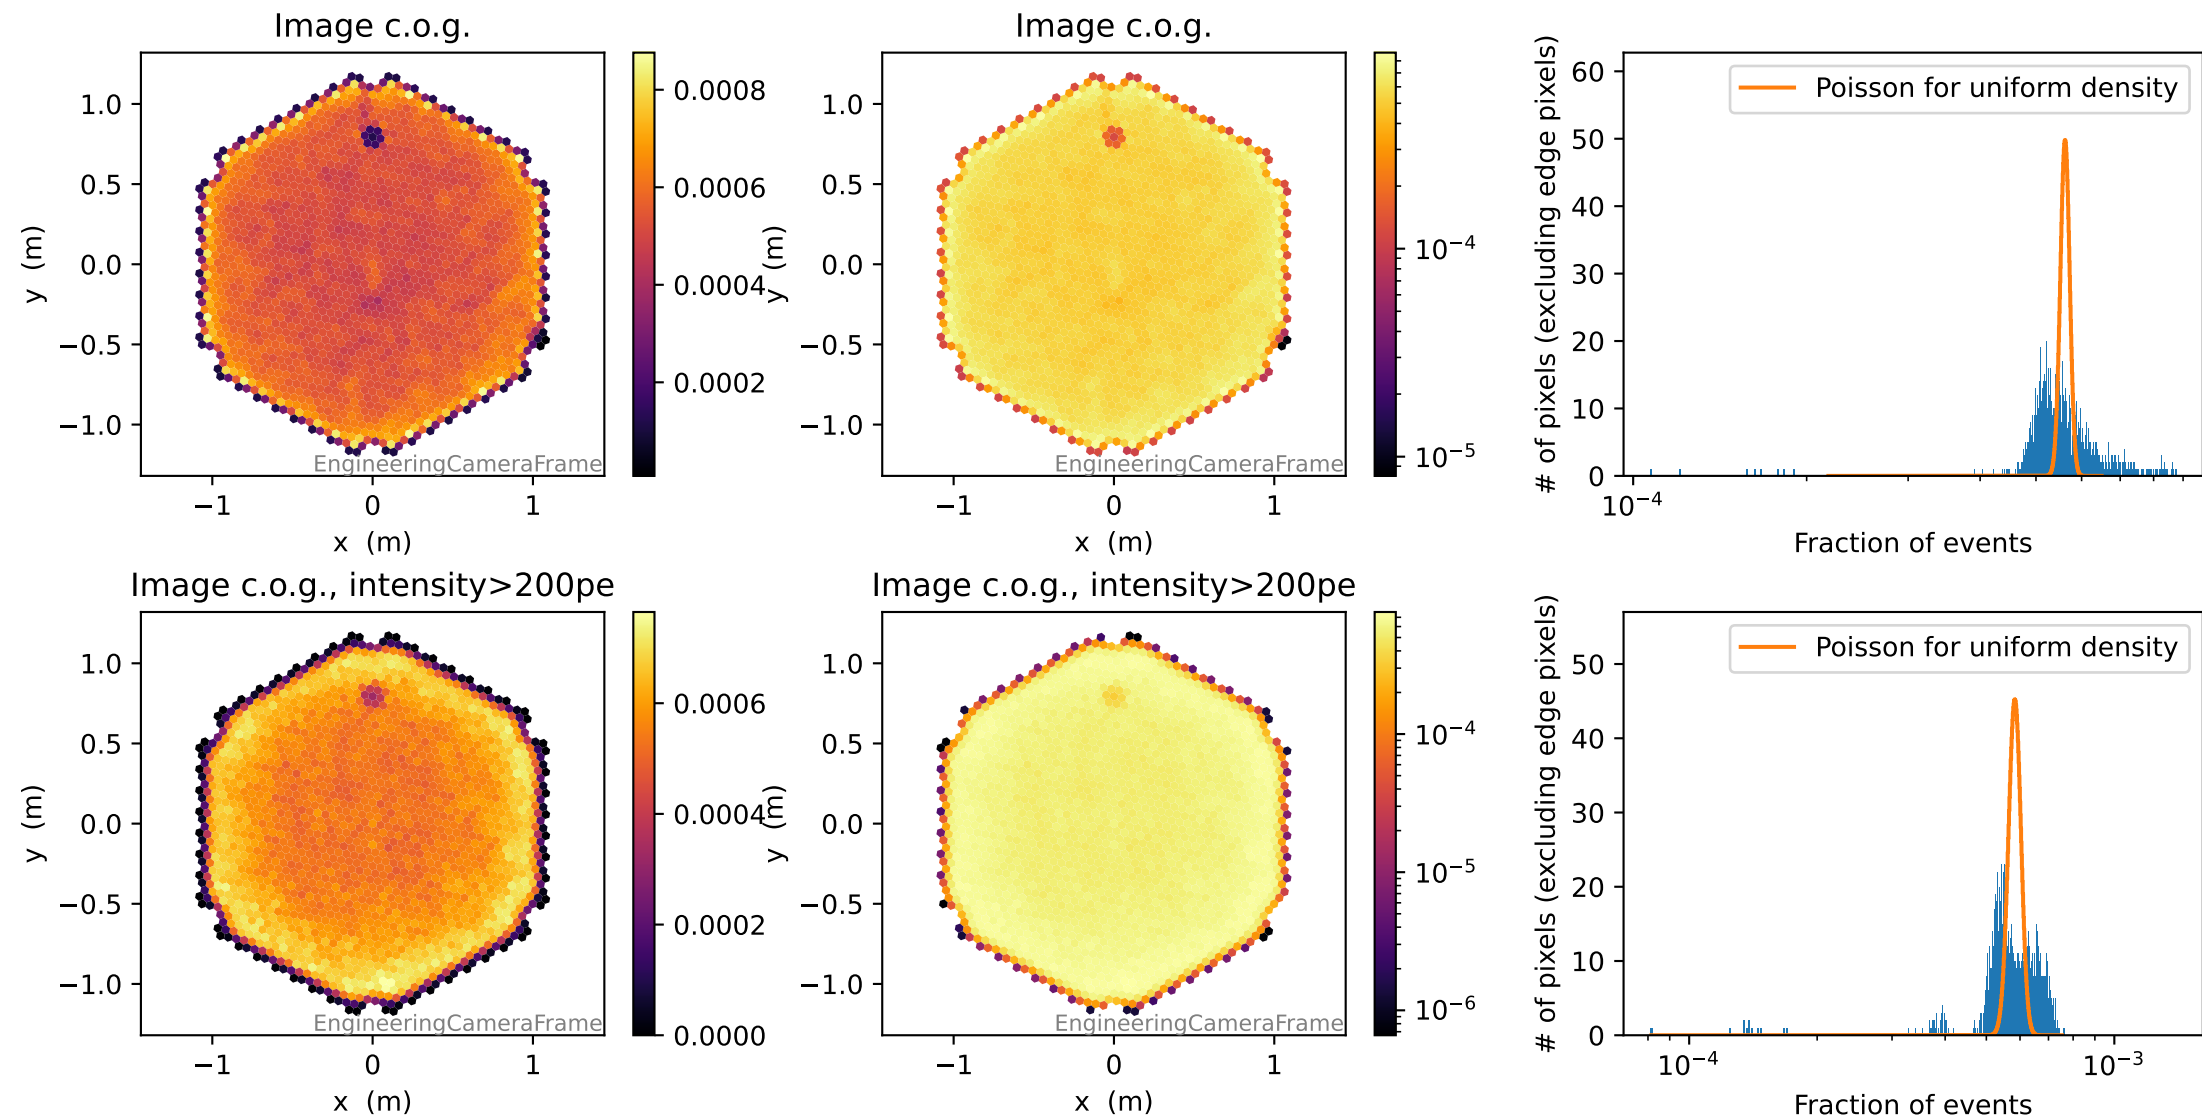 Image c.o.g.
1.0
0.5
0.0
−0.5
−1.0
y (m)
−1
0
1
x (m)
EngineeringCameraFrame
0.0008
0.0006
0.0004
0.0002
Image c.o.g.
1.0
0.5
0.0
−0.5
−1.0
y (m)
−1
0
1
x (m)
EngineeringCameraFrame
10−4
10−5
60
50
40
30
20
10
0
# of pixels (excluding edge pixels)
Poisson for uniform density
10−4
Fraction of events
Image c.o.g., intensity>200pe
1.0
0.5
0.0
−0.5
−1.0
y (m)
−1
0
1
x (m)
EngineeringCameraFrame
0.0006
0.0004
0.0002
0.0000
Image c.o.g., intensity>200pe
1.0
0.5
0.0
−0.5
−1.0
y (m)
−1
0
1
x (m)
EngineeringCameraFrame
10−4
10−5
10−6
50
40
30
20
10
0
# of pixels (excluding edge pixels)
Poisson for uniform density
10−4
10−3
Fraction of events